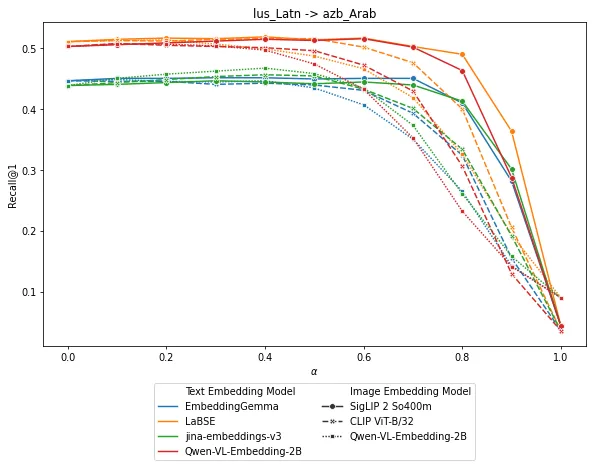 lus_Latn -> azb_Arab
Recall@1
0.5
0.4
0.3
0.2
0.1
0.0 0.2 0.4 0.6 0.8 1.0
α
Text Embedding Model Image Embedding Model
EmbeddingGemma SigLIP 2 So400m
LaBSE CLIP ViT-B/32
jina-embeddings-v3 Qwen-VL-Embedding-2B
Qwen-VL-Embedding-2B